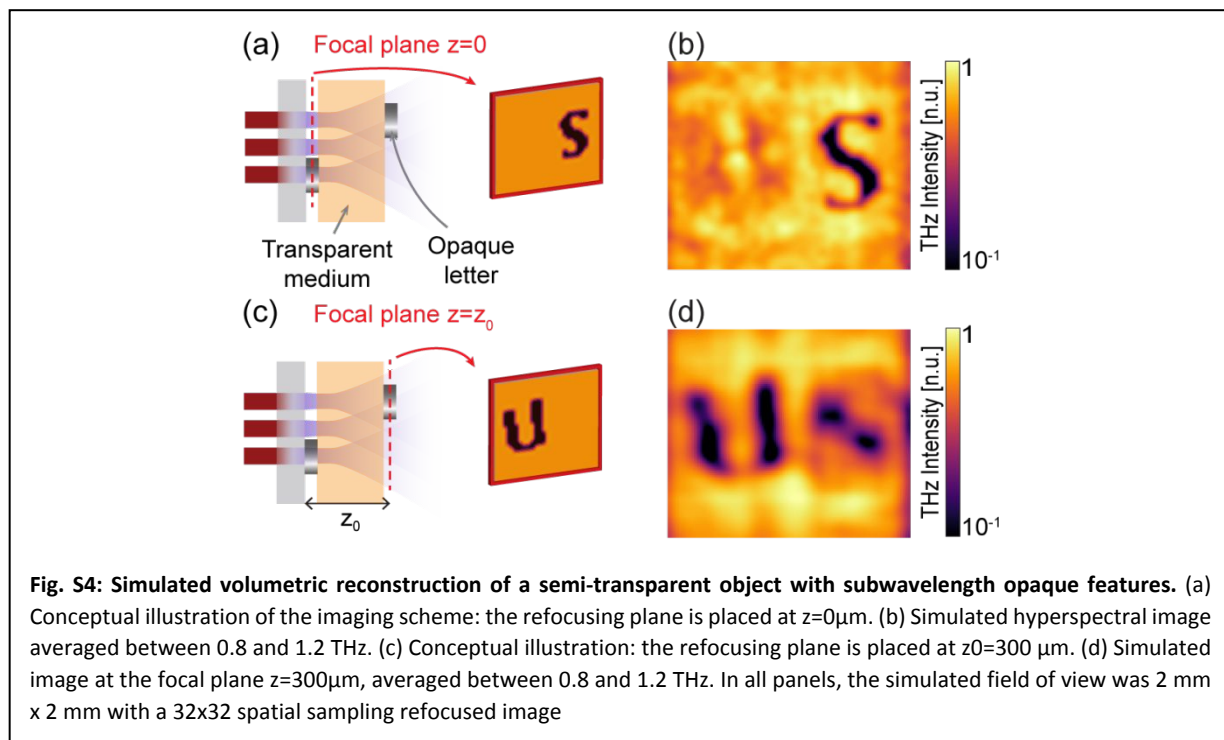 (a)
Focal plane z=0
Transparent
medium
Opaque
letter
S
(b)
S
1
THz Intensity [n.u.]
10⁻¹
(c)
Focal plane z=z₀
z₀
U
(d)
1
THz Intensity [n.u.]
10⁻¹
Fig. S4: Simulated volumetric reconstruction of a semi-transparent object with subwavelength opaque features. (a)
Conceptual illustration of the imaging scheme: the refocusing plane is placed at z=0µm. (b) Simulated hyperspectral image
averaged between 0.8 and 1.2 THz. (c) Conceptual illustration: the refocusing plane is placed at z0=300 µm. (d) Simulated
image at the focal plane z=300µm, averaged between 0.8 and 1.2 THz. In all panels, the simulated field of view was 2 mm
x 2 mm with a 32x32 spatial sampling refocused image